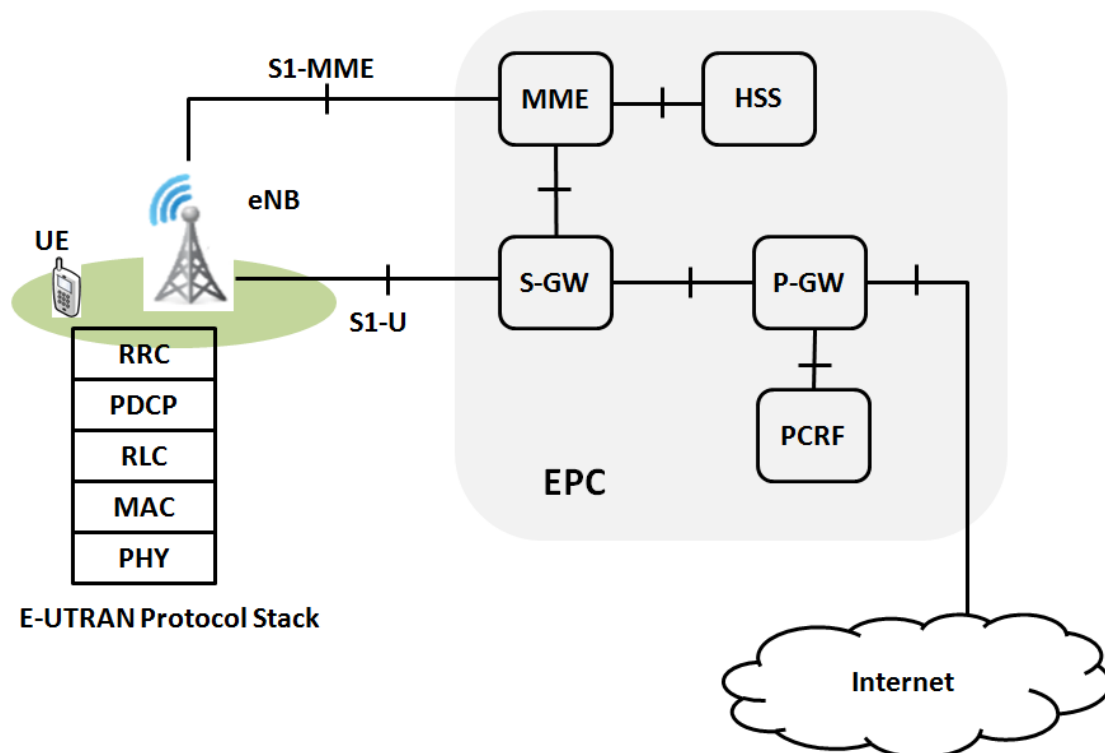 S1-MME
MME
HSS
eNB
UE
S-GW
P-GW
S1-U
RRC
PDCP
RLC
MAC
PHY
PCRF
EPC
E-UTRAN Protocol Stack
Internet